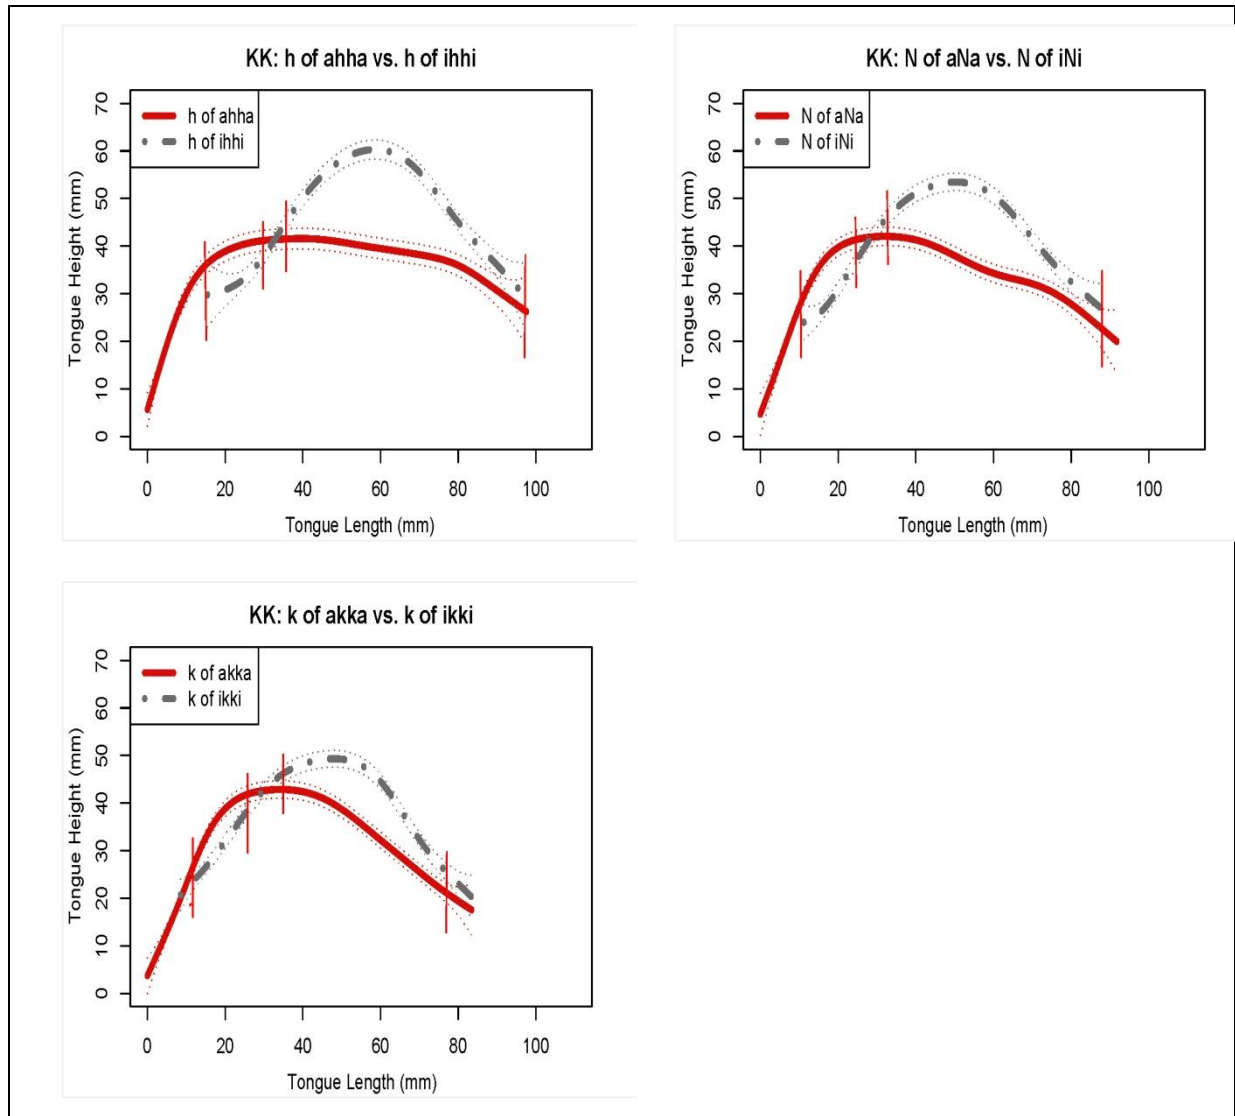 KK: h of ahha vs. h of ihhi
h of ahha
h of ihhi
Tongue Height (mm)
70
60
50
40
30
20
10
0
0 20 40 60 80 100
Tongue Length (mm)
KK: N of aNa vs. N of iNi
N of aNa
N of iNi
Tongue Height (mm)
70
60
50
40
30
20
10
0
0 20 40 60 80 100
Tongue Length (mm)
KK: k of akka vs. k of ikki
k of akka
k of ikki
Tongue Height (mm)
70
60
50
40
30
20
10
0
0 20 40 60 80 100
Tongue Length (mm)